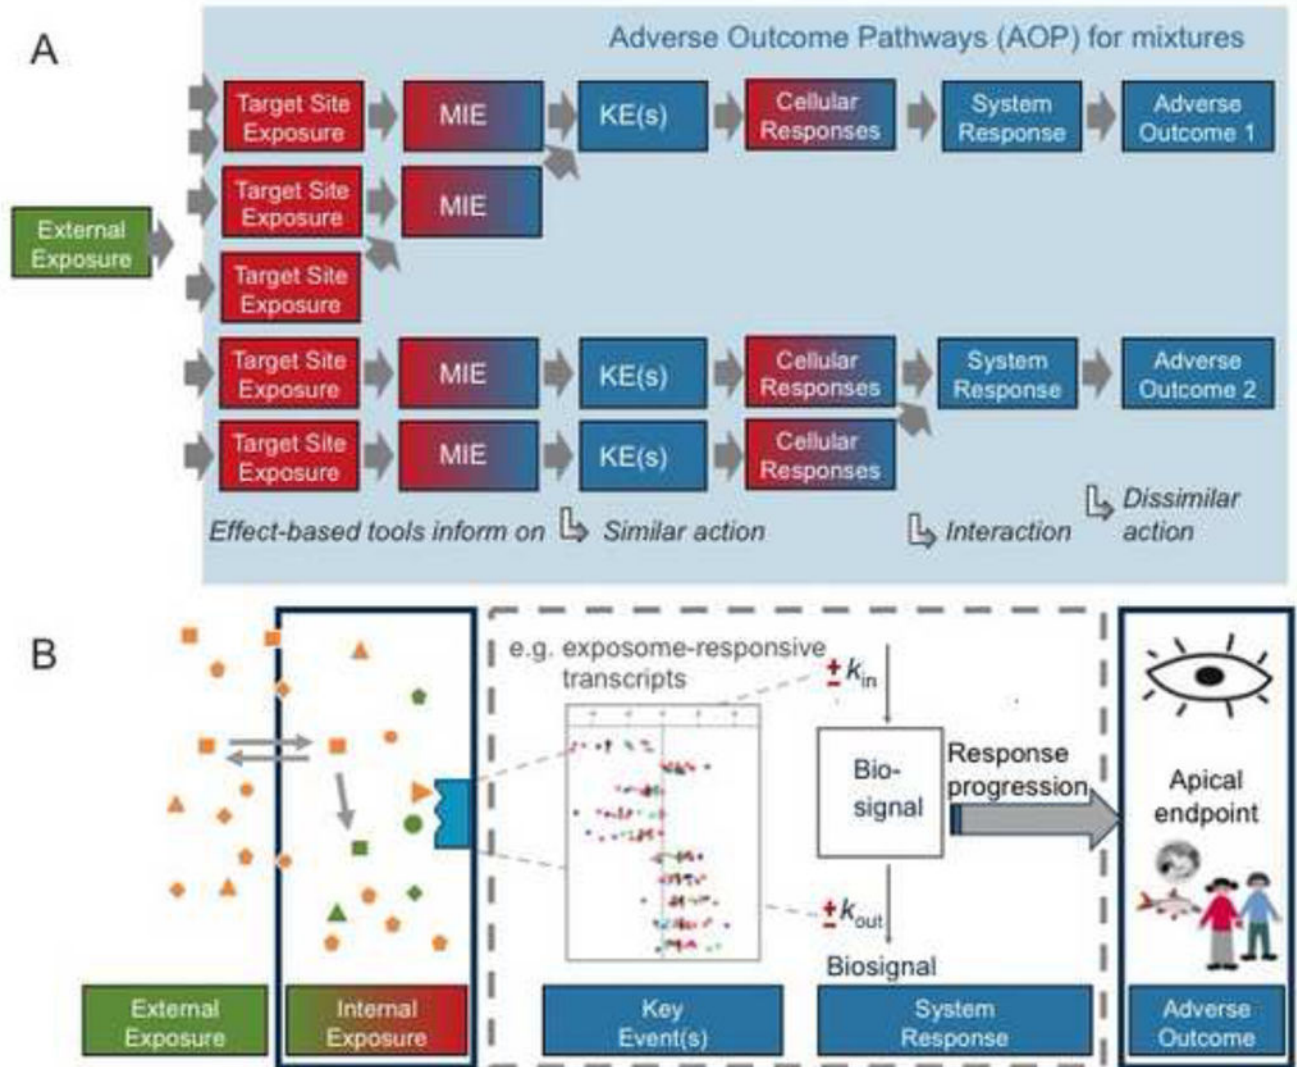 A
Adverse Outcome Pathways (AOP) for mixtures
Target Site
Exposure
MIE
KE(s)
Cellular
Responses
System
Response
Adverse
Outcome 1
Target Site
Exposure
MIE
External
Exposure
Target Site
Exposure
Target Site
Exposure
MIE
KE(s)
Cellular
Responses
System
Response
Adverse
Outcome 2
Target Site
Exposure
MIE
KE(s)
Cellular
Responses
Effect-based tools inform on
Similar action
Interaction
Dissimilar
action
B
e.g. exposome-responsive
transcripts
± kin
Bio-
signal
Response
progression
Apical
endpoint
± kout
Biosignal
External
Exposure
Internal
Exposure
Key
Event(s)
System
Response
Adverse
Outcome